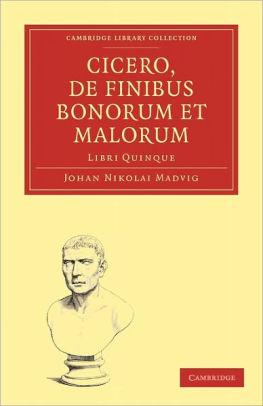 CAMBRIDGE LIBRARY COLLECTION
CICERO,
DE FINIBUS
BONORUM ET
MALORUM
LIBRI QUINQUE
JOHAN NIKOLAI MADVIG
CAMBRIDGE